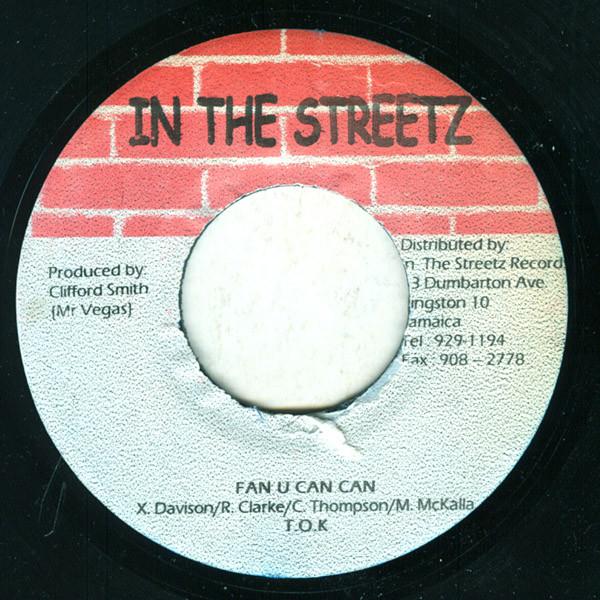 IN THE STREETZ
Produced by:
Clifford Smith
{Mr Vegas}
Distributed by:
n The Streetz Record
3 Dumbarton Ave.
ingston 10
amaica
Tel 929-1194
Fax : 908 – 2778
FAN U CAN CAN
X. Davison/R. Clarke/C. Thompson/M. McKalla
T.O.K